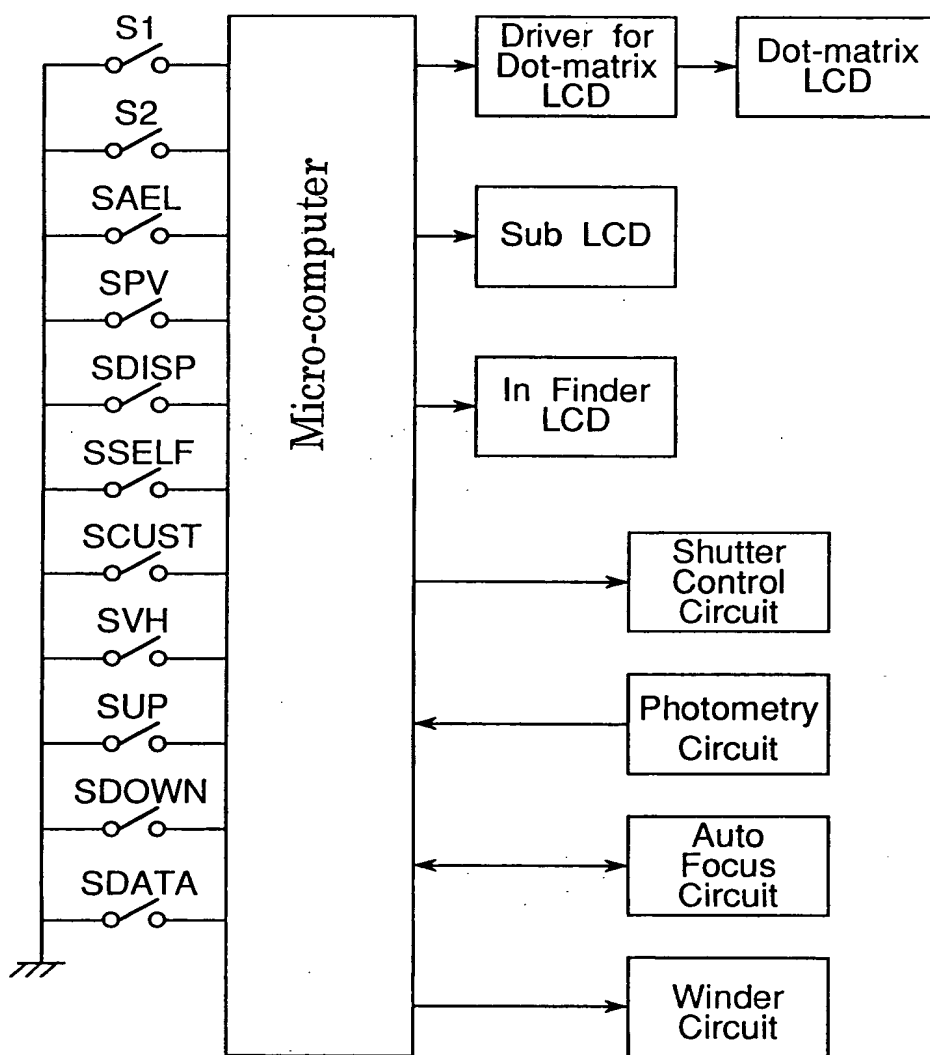 S1
S2
SAEL
SPV
SDISP
SSELF
SCUST
SVH
SUP
SDOWN
SDATA
Micro-computer
Driver for
Dot-matrix
LCD
Dot-matrix
LCD
Sub LCD
In Finder
LCD
Shutter
Control
Circuit
Photometry
Circuit
Auto
Focus
Circuit
Winder
Circuit